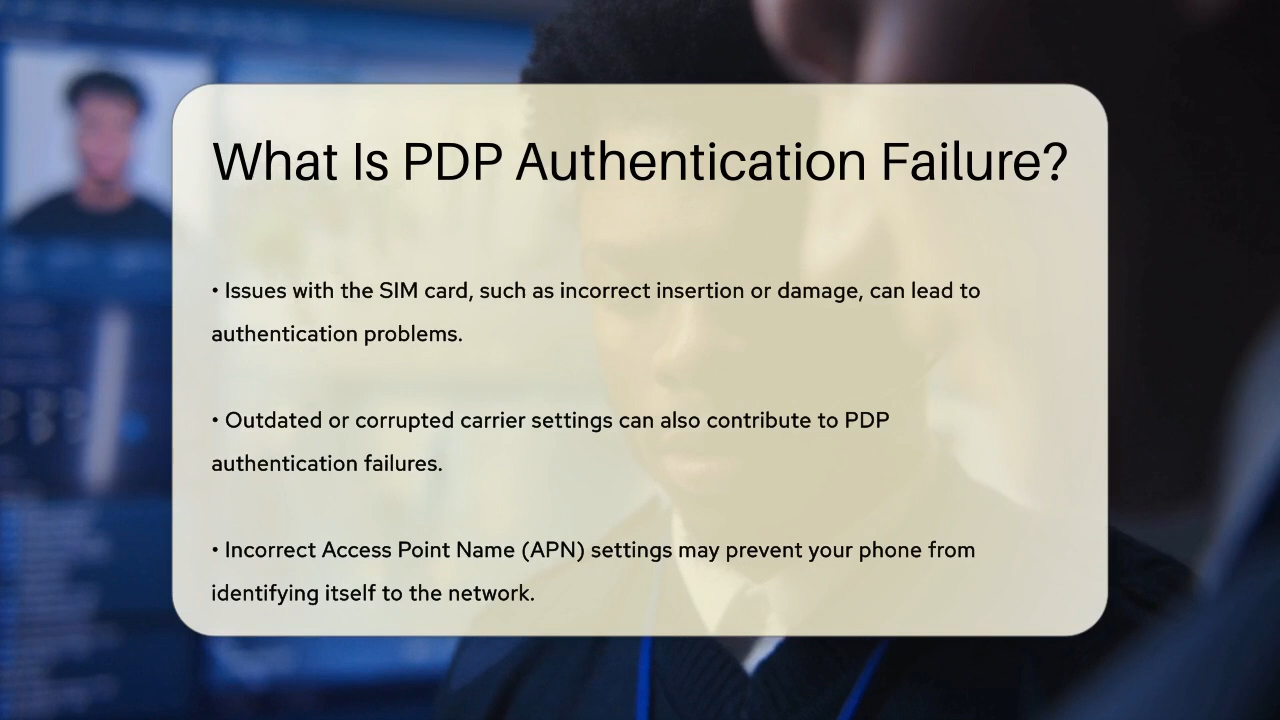 What Is PDP Authentication Failure?
• Issues with the SIM card, such as incorrect insertion or damage, can lead to
authentication problems.
• Outdated or corrupted carrier settings can also contribute to PDP
authentication failures.
• Incorrect Access Point Name (APN) settings may prevent your phone from
identifying itself to the network.